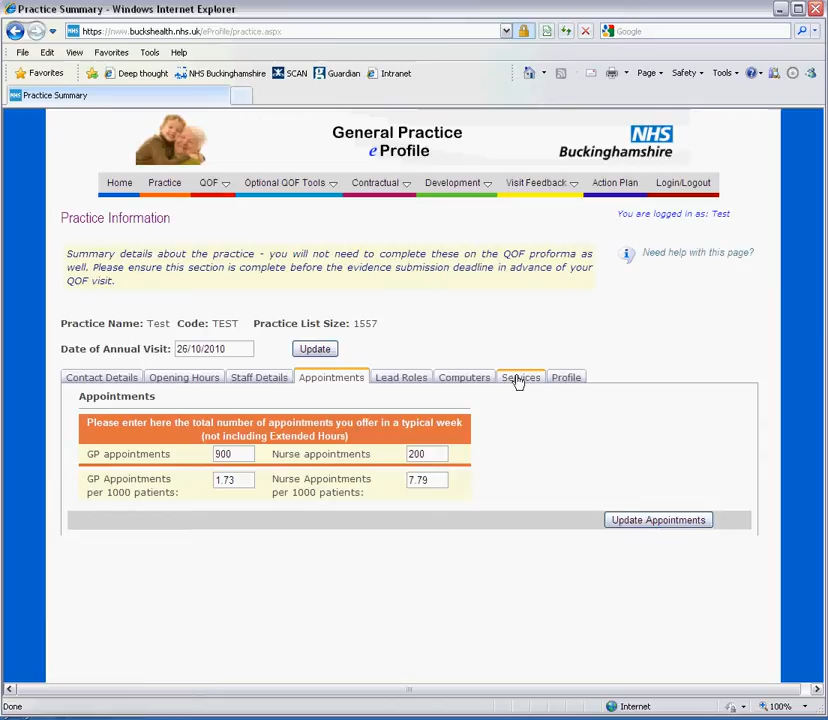 Practice Summary - Windows Internet Explorer
https://www.buckshealth.nhs.uk/eProfile/practice.aspx
Google
File Edit View Favorites Tools Help
Favorites Deep thought NHS Buckinghamshire SCAN Guardian Intranet Page Safety Tools
Practice Summary
General Practice
eProfile
NHS
Buckinghamshire
Home Practice QOF Optional QOF Tools Contractual Development Visit Feedback Action Plan Login/Logout
Practice Information
You are logged in as: Test
Summary details about the practice - you will not need to complete these on the QOF proforma as
well. Please ensure this section is complete before the evidence submission deadline in advance of your
QOF visit.
Need help with this page?
Practice Name: Test Code: TEST Practice List Size: 1557
Date of Annual Visit: 26/10/2010 Update
Contact Details Opening Hours Staff Details Appointments Lead Roles Computers Services Profile
Appointments
Please enter here the total number of appointments you offer in a typical week
(not including Extended Hours)
GP appointments 900 Nurse appointments 200
GP Appointments 1.73 Nurse Appointments 7.79
per 1000 patients: per 1000 patients:
Update Appointments
Done Internet 100%